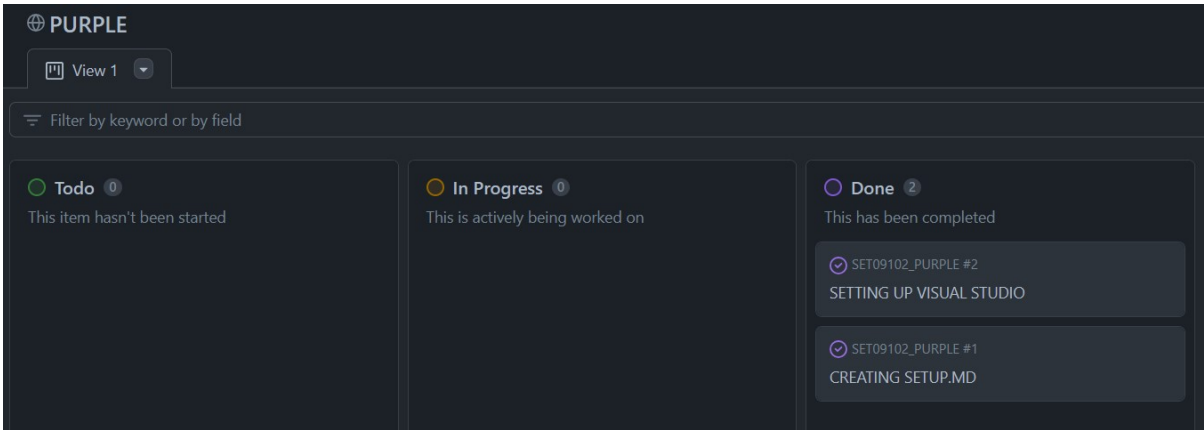 PURPLE
View 1
Filter by keyword or by field
Todo 0
This item hasn't been started
In Progress 0
This is actively being worked on
Done 2
This has been completed
SET09102_PURPLE #2
SETTING UP VISUAL STUDIO
SET09102_PURPLE #1
CREATING SETUP.MD